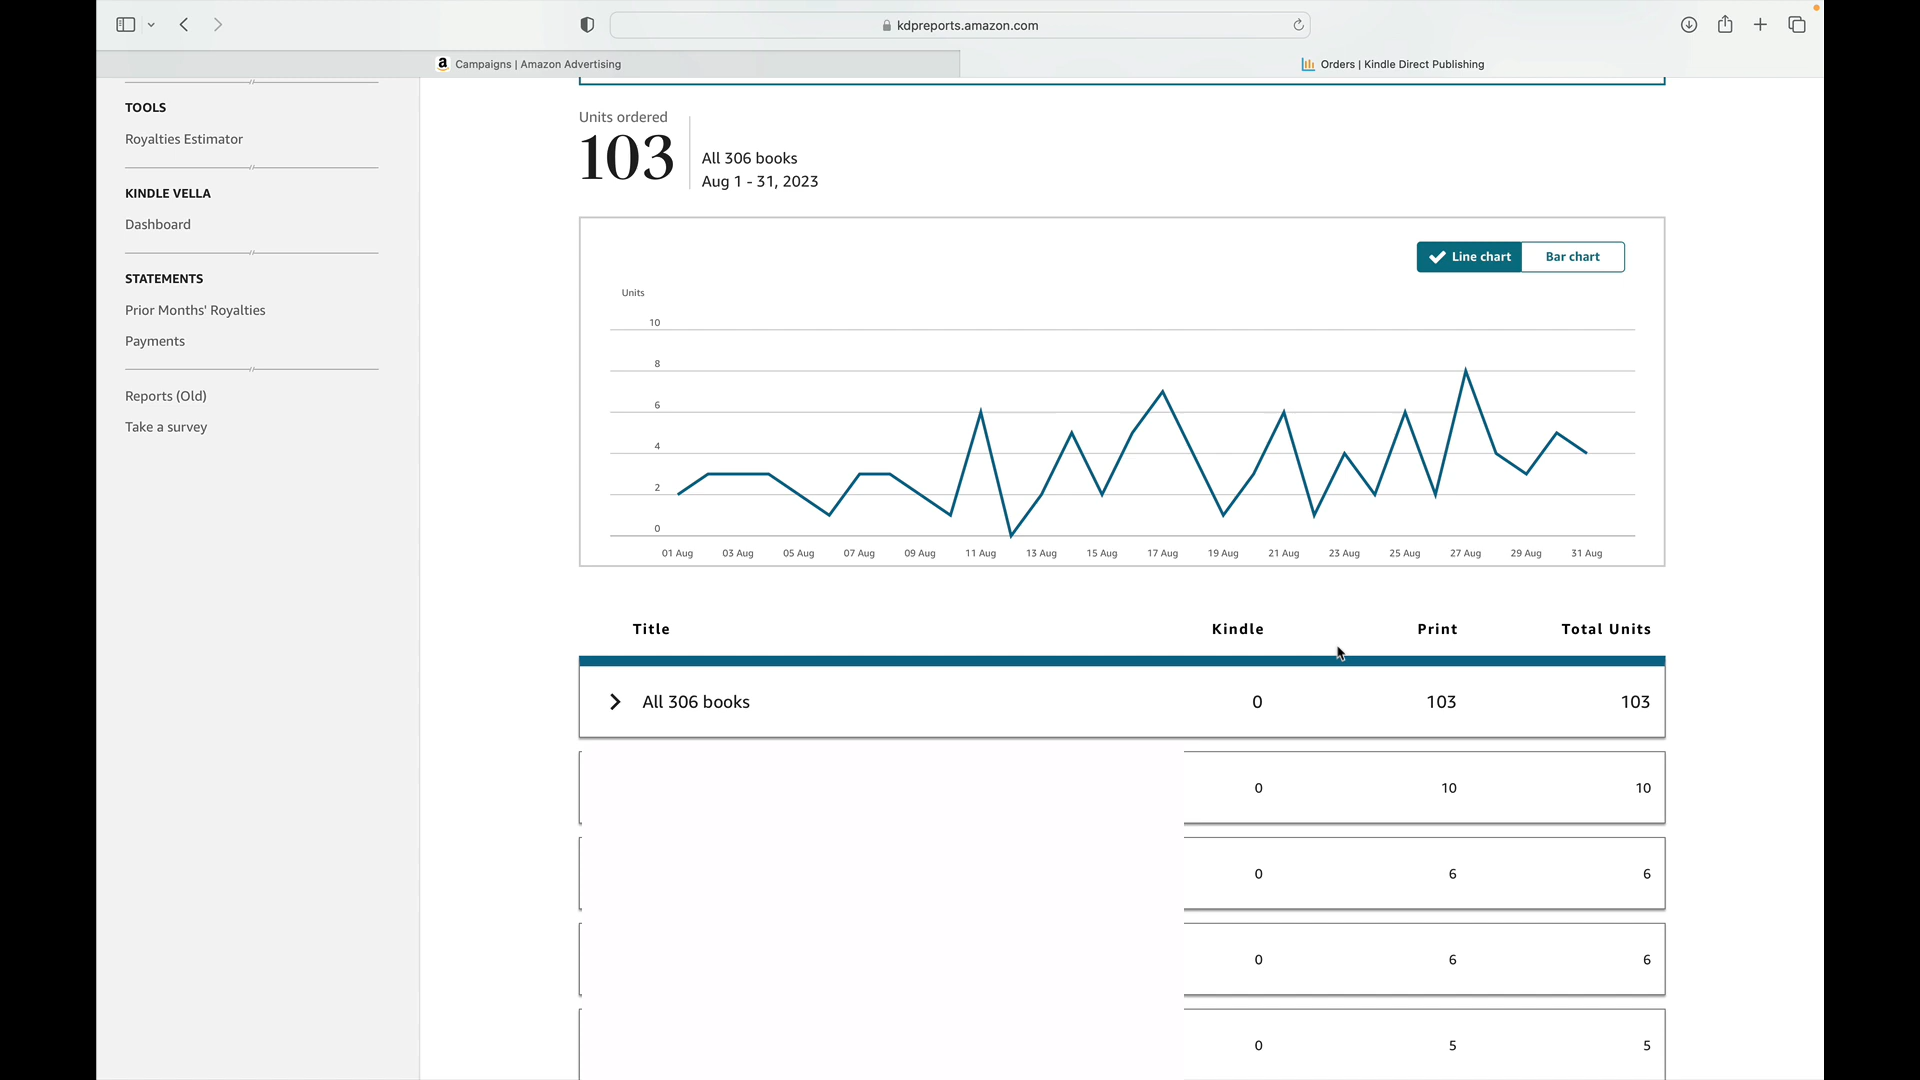 kdpreports.amazon.com
Campaigns | Amazon Advertising
Orders | Kindle Direct Publishing
TOOLS
Royalties Estimator
KINDLE VELLA
Dashboard
STATEMENTS
Prior Months' Royalties
Payments
Reports (Old)
Take a survey
Units ordered
103
All 306 books
Aug 1 - 31, 2023
Line chart Bar chart
Units
10
8
6
4
2
0
01 Aug 03 Aug 05 Aug 07 Aug 09 Aug 11 Aug 13 Aug 15 Aug 17 Aug 19 Aug 21 Aug 23 Aug 25 Aug 27 Aug 29 Aug 31 Aug
Title Kindle Print Total Units
All 306 books 0 103 103
0 10 10
0 6 6
0 6 6
0 5 5